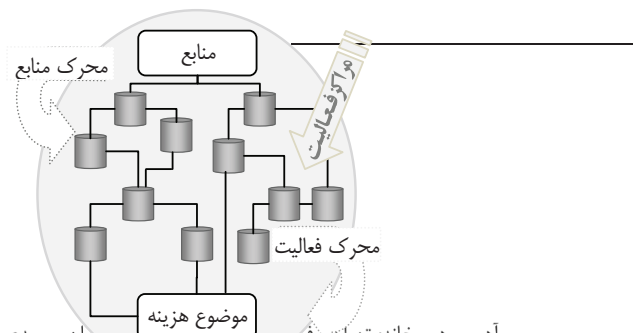 منابع
محرک منابع
مراکز فعالیت
محرک فعالیت
موضوع هزینه